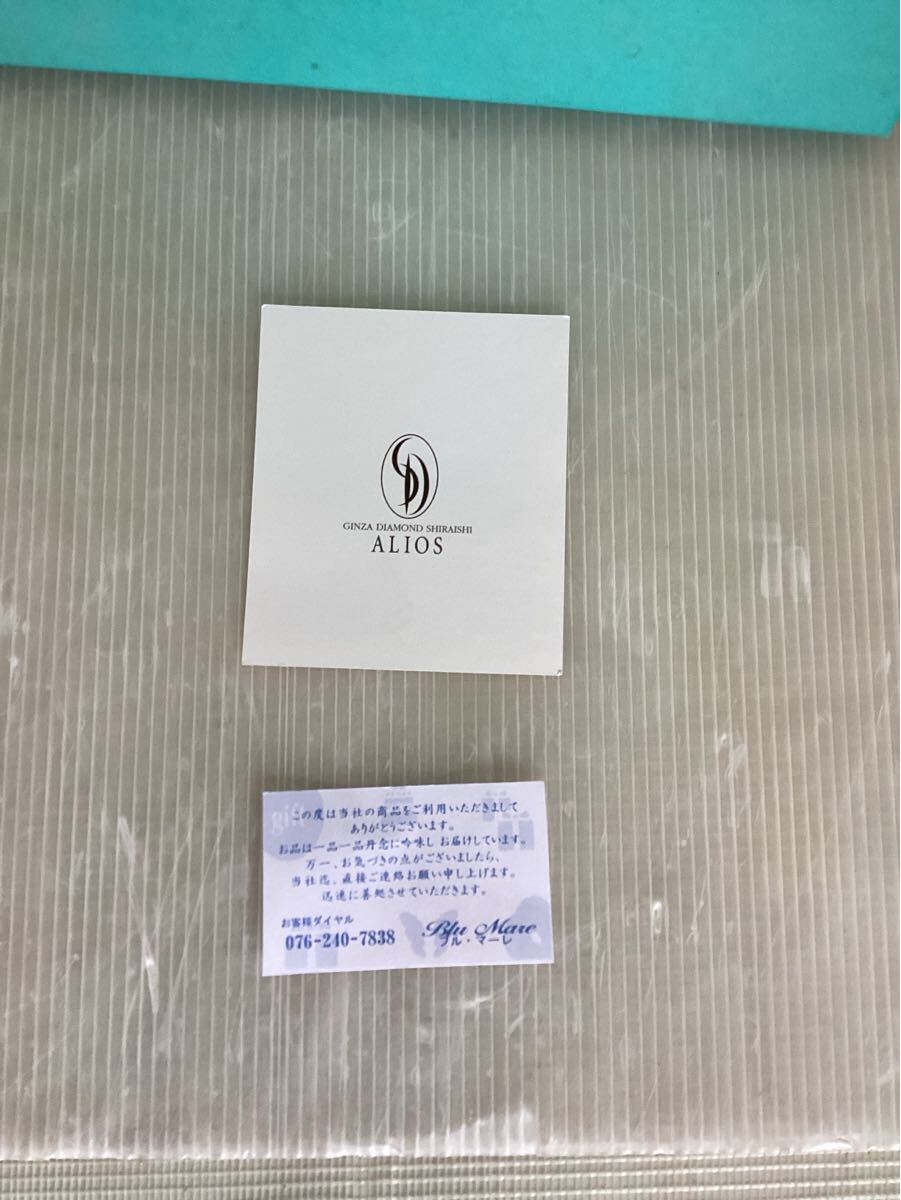 GINZA DIAMOND SHIRAISHI
ALIOS
gift
この度は当社の商品をご利用いただきまして
ありがとうございます。
お品は一品一品丹念に吟味し お届けしています。
万一、お気づきの点がございましたら、
当社迄、直接ご連絡お願い申し上げます。
迅速に善処させていただきます。
お客様ダイヤル
076-240-7838
Blu Mare
ブル・マーレ